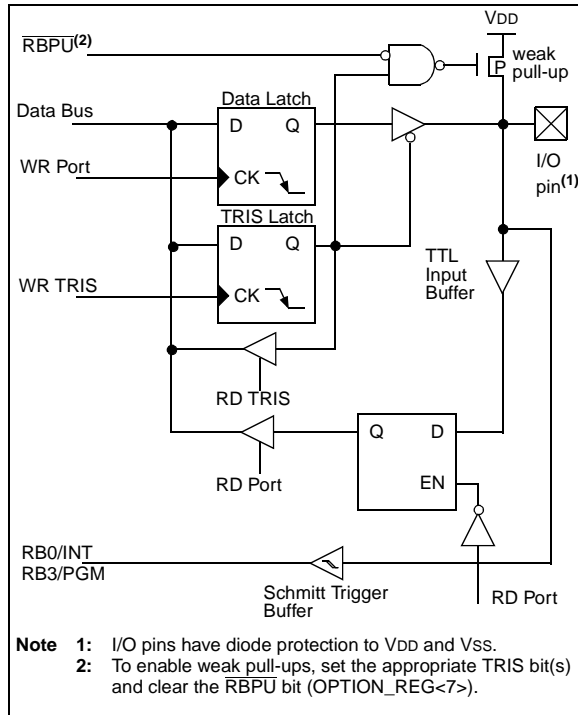 VDD
RBPU(2)
weak
P
pull-up
Data Latch
Data Bus
D Q
WR Port
CK
I/O
pin(1)
TRIS Latch
D Q
TTL
Input
Buffer
WR TRIS
CK
RD TRIS
Q D
RD Port
EN
RB0/INT
RB3/PGM
Schmitt Trigger
Buffer
RD Port
Note 1: I/O pins have diode protection to VDD and VSS.
2: To enable weak pull-ups, set the appropriate TRIS bit(s)
and clear the RBPU bit (OPTION_REG<7>).